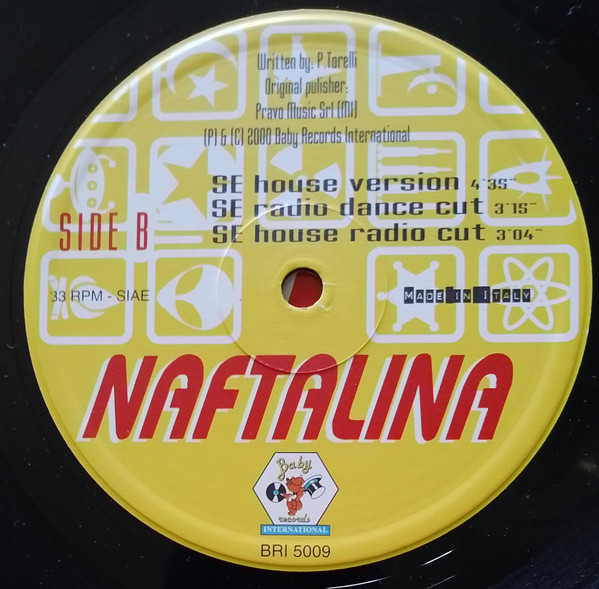 Written by: P.Torelli
Original pulisher:
Pravo Music Srl (MI)
(P) & (C) 2000 Baby Records International
SE house version 4'35"
SE radio dance cut 3'15"
SE house radio cut 3'04"
SIDE B
33 RPM - SIAE
MADE IN ITALY
NAFTALINA
Baby
records
INTERNATIONAL
BRI 5009